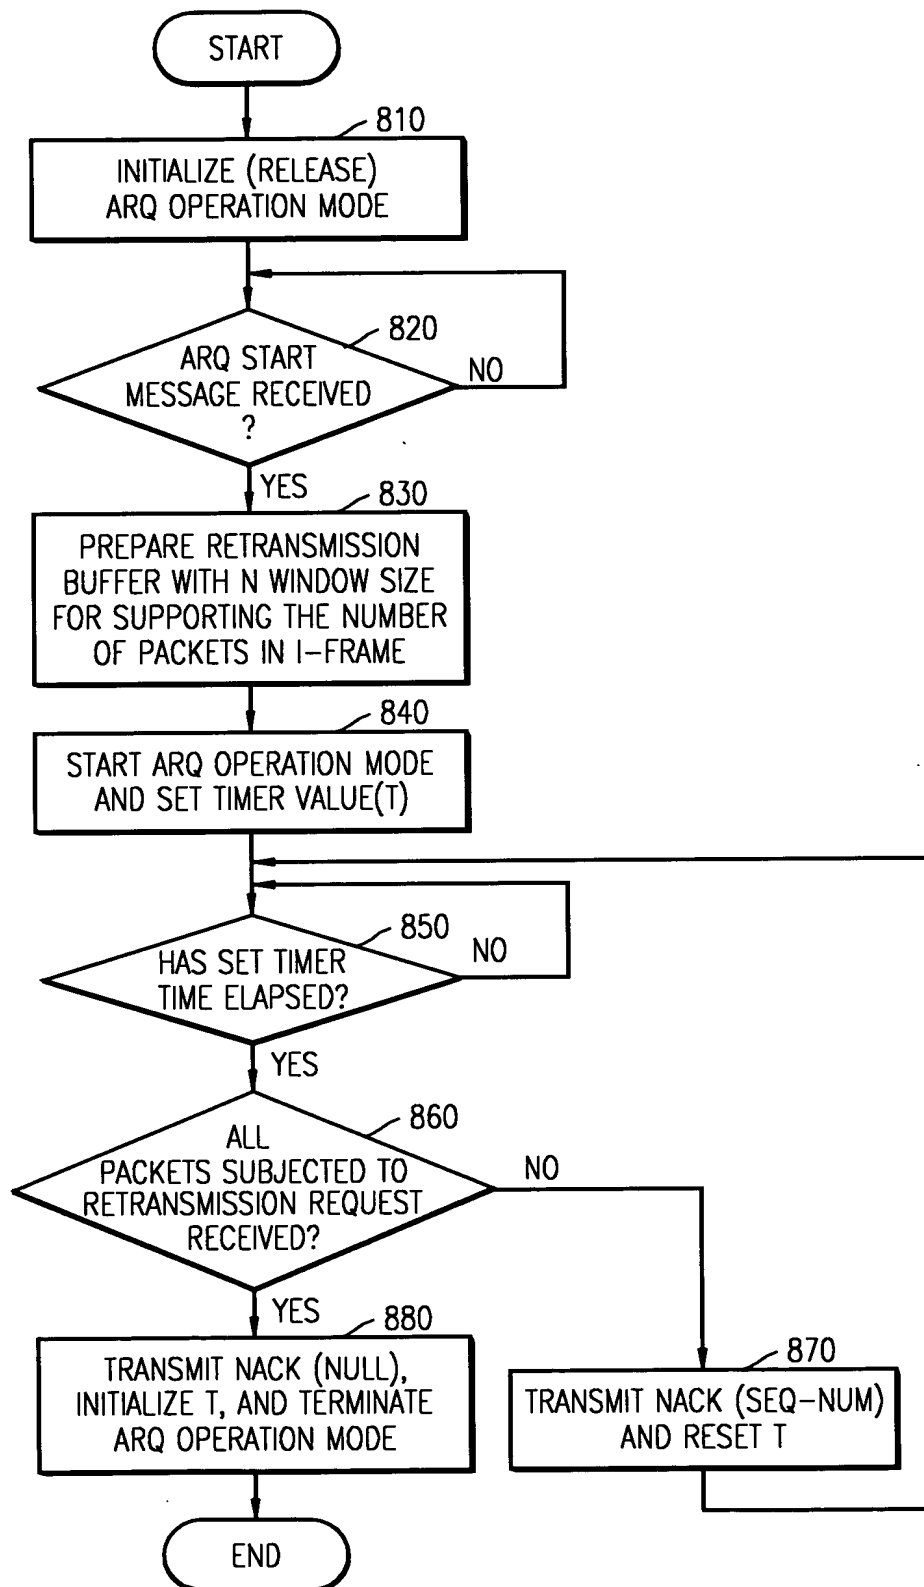 START
810
INITIALIZE (RELEASE)
ARQ OPERATION MODE
820
ARQ START
MESSAGE RECEIVED
?
NO
YES
830
PREPARE RETRANSMISSION
BUFFER WITH N WINDOW SIZE
FOR SUPPORTING THE NUMBER
OF PACKETS IN I-FRAME
840
START ARQ OPERATION MODE
AND SET TIMER VALUE(T)
850
HAS SET TIMER
TIME ELAPSED?
NO
YES
860
ALL
PACKETS SUBJECTED TO
RETRANSMISSION REQUEST
RECEIVED?
NO
YES
880
TRANSMIT NACK (NULL),
INITIALIZE T, AND TERMINATE
ARQ OPERATION MODE
870
TRANSMIT NACK (SEQ-NUM)
AND RESET T
END